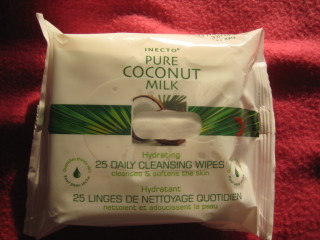 INECTO
PURE
COCONUT
MILK
Hydrating
25 DAILY CLEANSING WIPES
cleanses & softens the skin
Hydratant
25 LINGES DE NETTOYAGE QUOTIDIEN
nettoient et adoucissent la peau